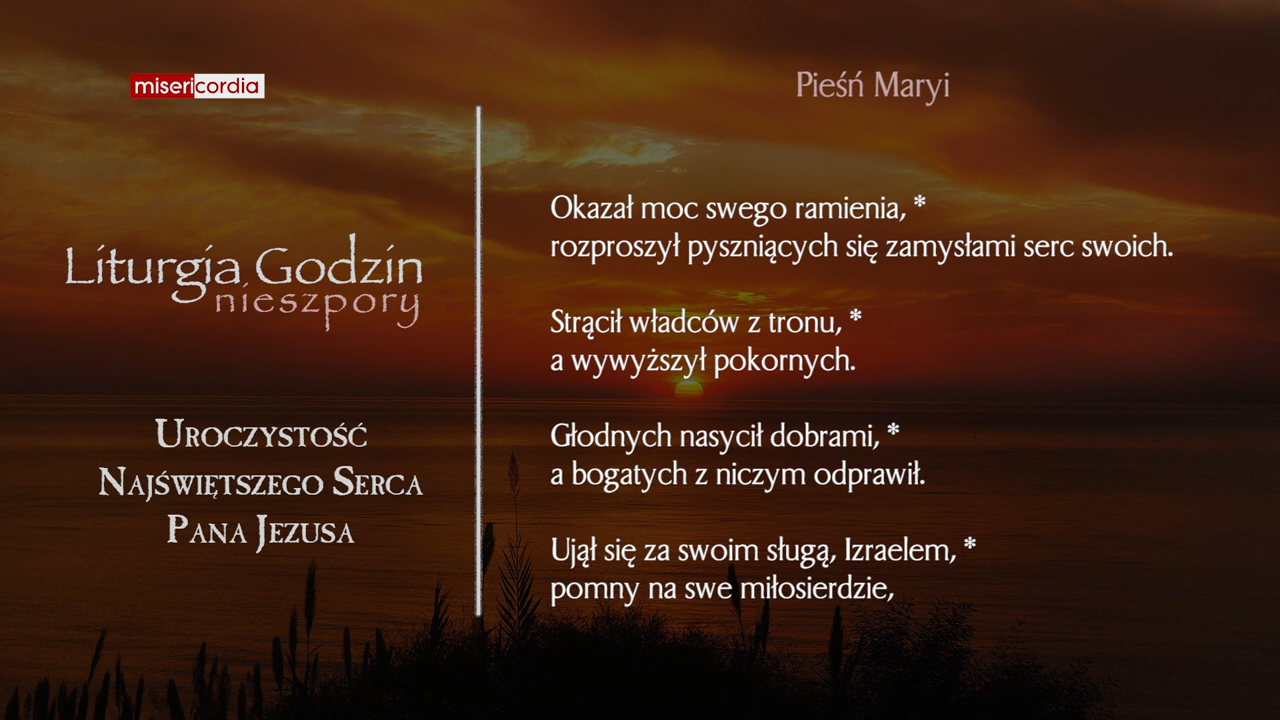 misericordia
Liturgia Godzin
nieszpory
Uroczystość
Najświętszego Serca
Pana Jezusa
Pieśń Maryi
Okazał moc swego ramienia, *
rozproszył pyszniących się zamysłami serc swoich.
Strącił władców z tronu, *
a wywyższył pokornych.
Głodnych nasycił dobrami, *
a bogatych z niczym odprawił.
Ujął się za swoim sługą, Izraelem, *
pomny na swe miłosierdzie,